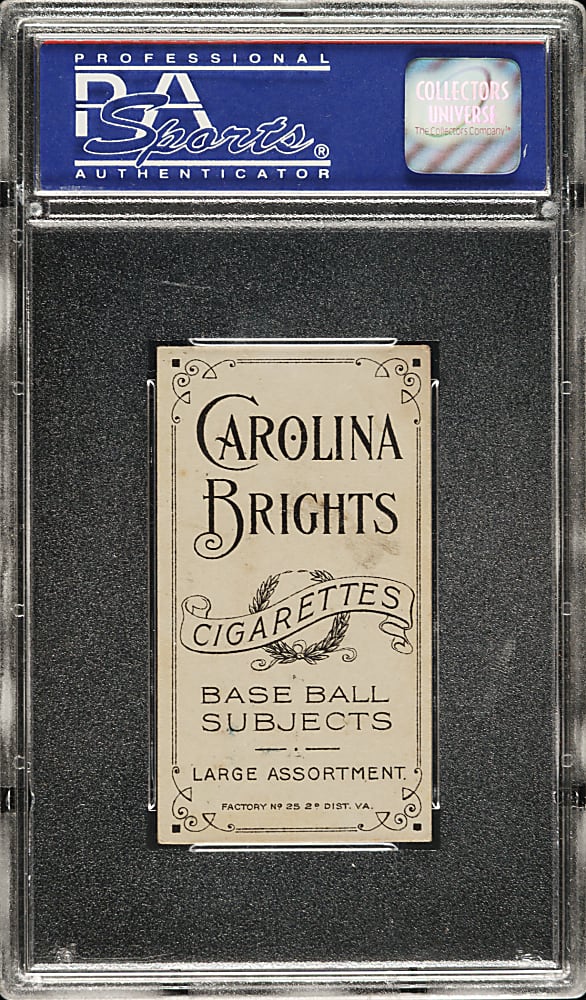 PROFESSIONAL
PSA
Sports®
AUTHENTICATOR
COLLECTORS
UNIVERSE
The Collectors Company™
CAROLINA
BRIGHTS
CIGARETTES
BASE BALL
SUBJECTS
LARGE ASSORTMENT.
FACTORY Nº 25 2º DIST. VA.